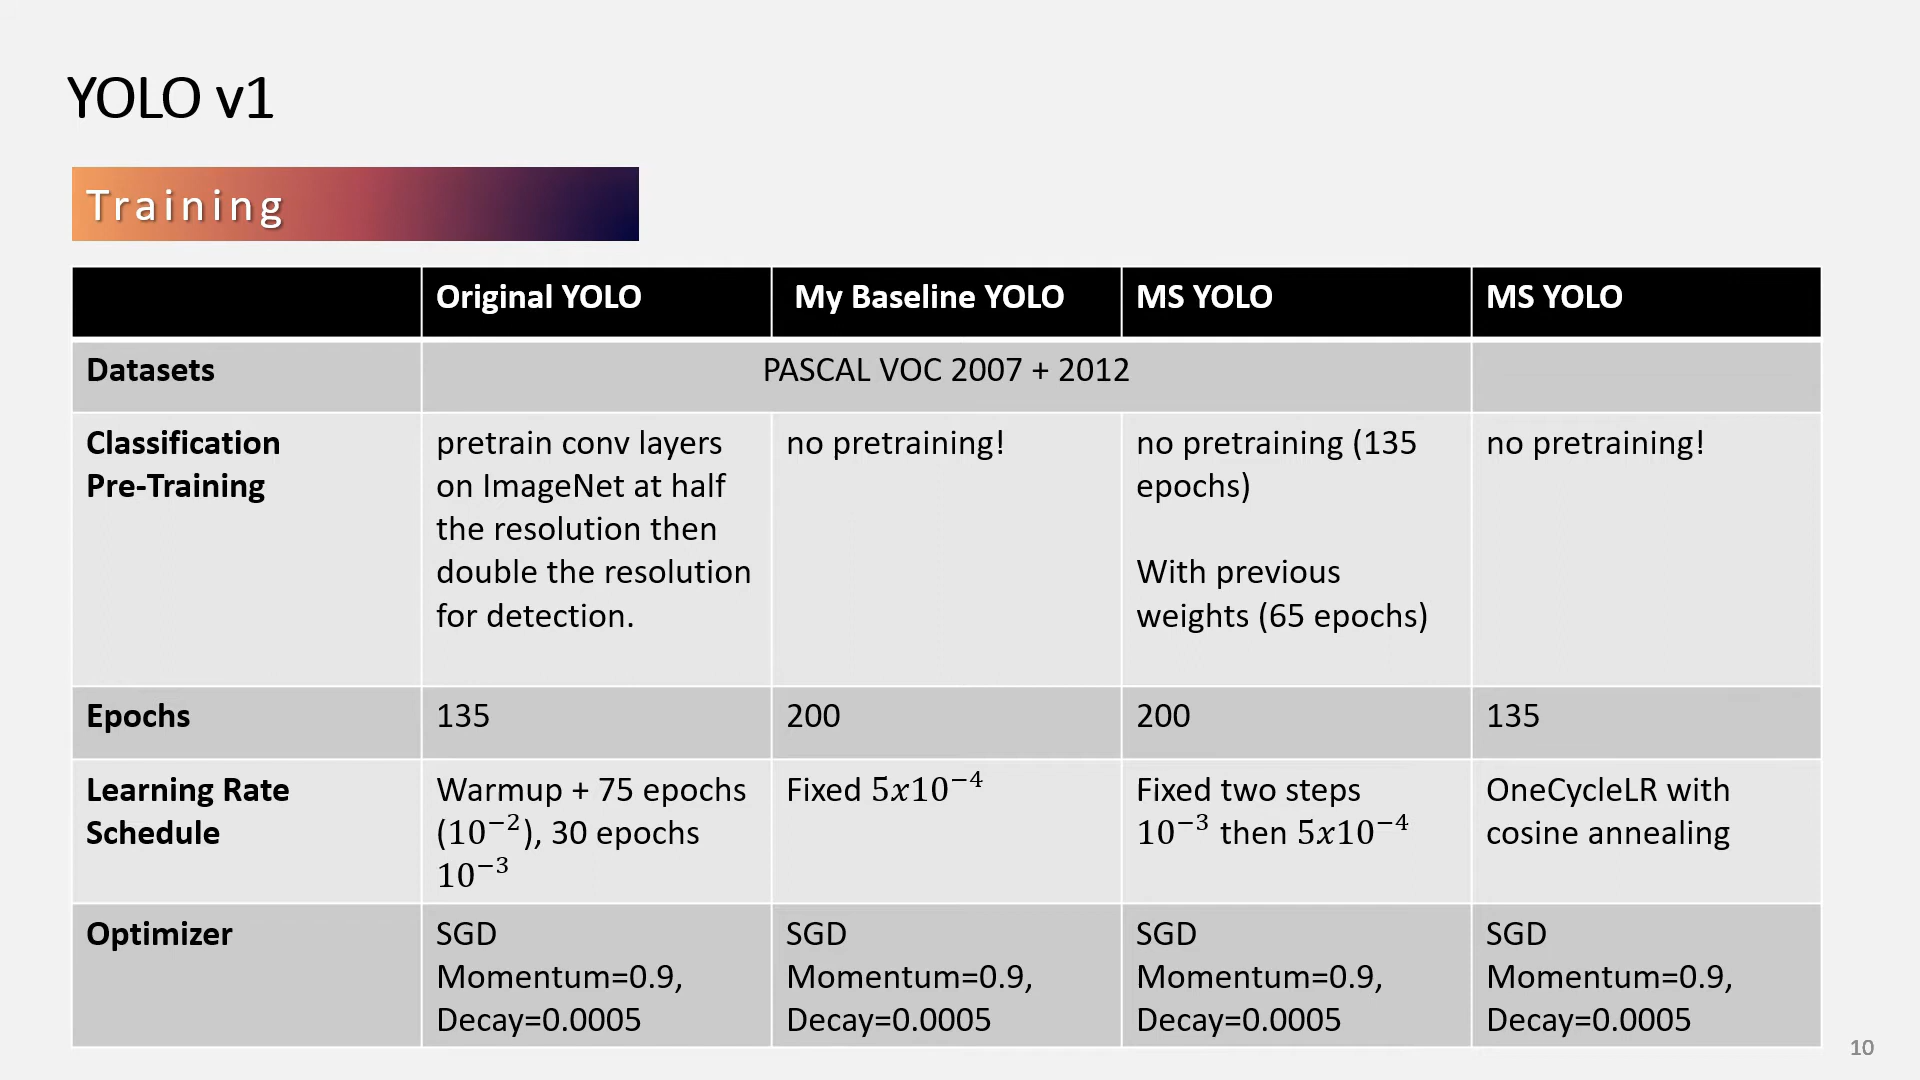 YOLO v1
Training
Original YOLO
My Baseline YOLO
MS YOLO
MS YOLO
Datasets
PASCAL VOC 2007 + 2012
Classification
Pre-Training
pretrain conv layers
on ImageNet at half
the resolution then
double the resolution
for detection.
no pretraining!
no pretraining (135
epochs)
With previous
weights (65 epochs)
no pretraining!
Epochs
135
200
200
135
Learning Rate
Schedule
Warmup + 75 epochs
(10⁻²), 30 epochs
10⁻³
Fixed 5x10⁻⁴
Fixed two steps
10⁻³ then 5x10⁻⁴
OneCycleLR with
cosine annealing
Optimizer
SGD
Momentum=0.9,
Decay=0.0005
SGD
Momentum=0.9,
Decay=0.0005
SGD
Momentum=0.9,
Decay=0.0005
SGD
Momentum=0.9,
Decay=0.0005
10